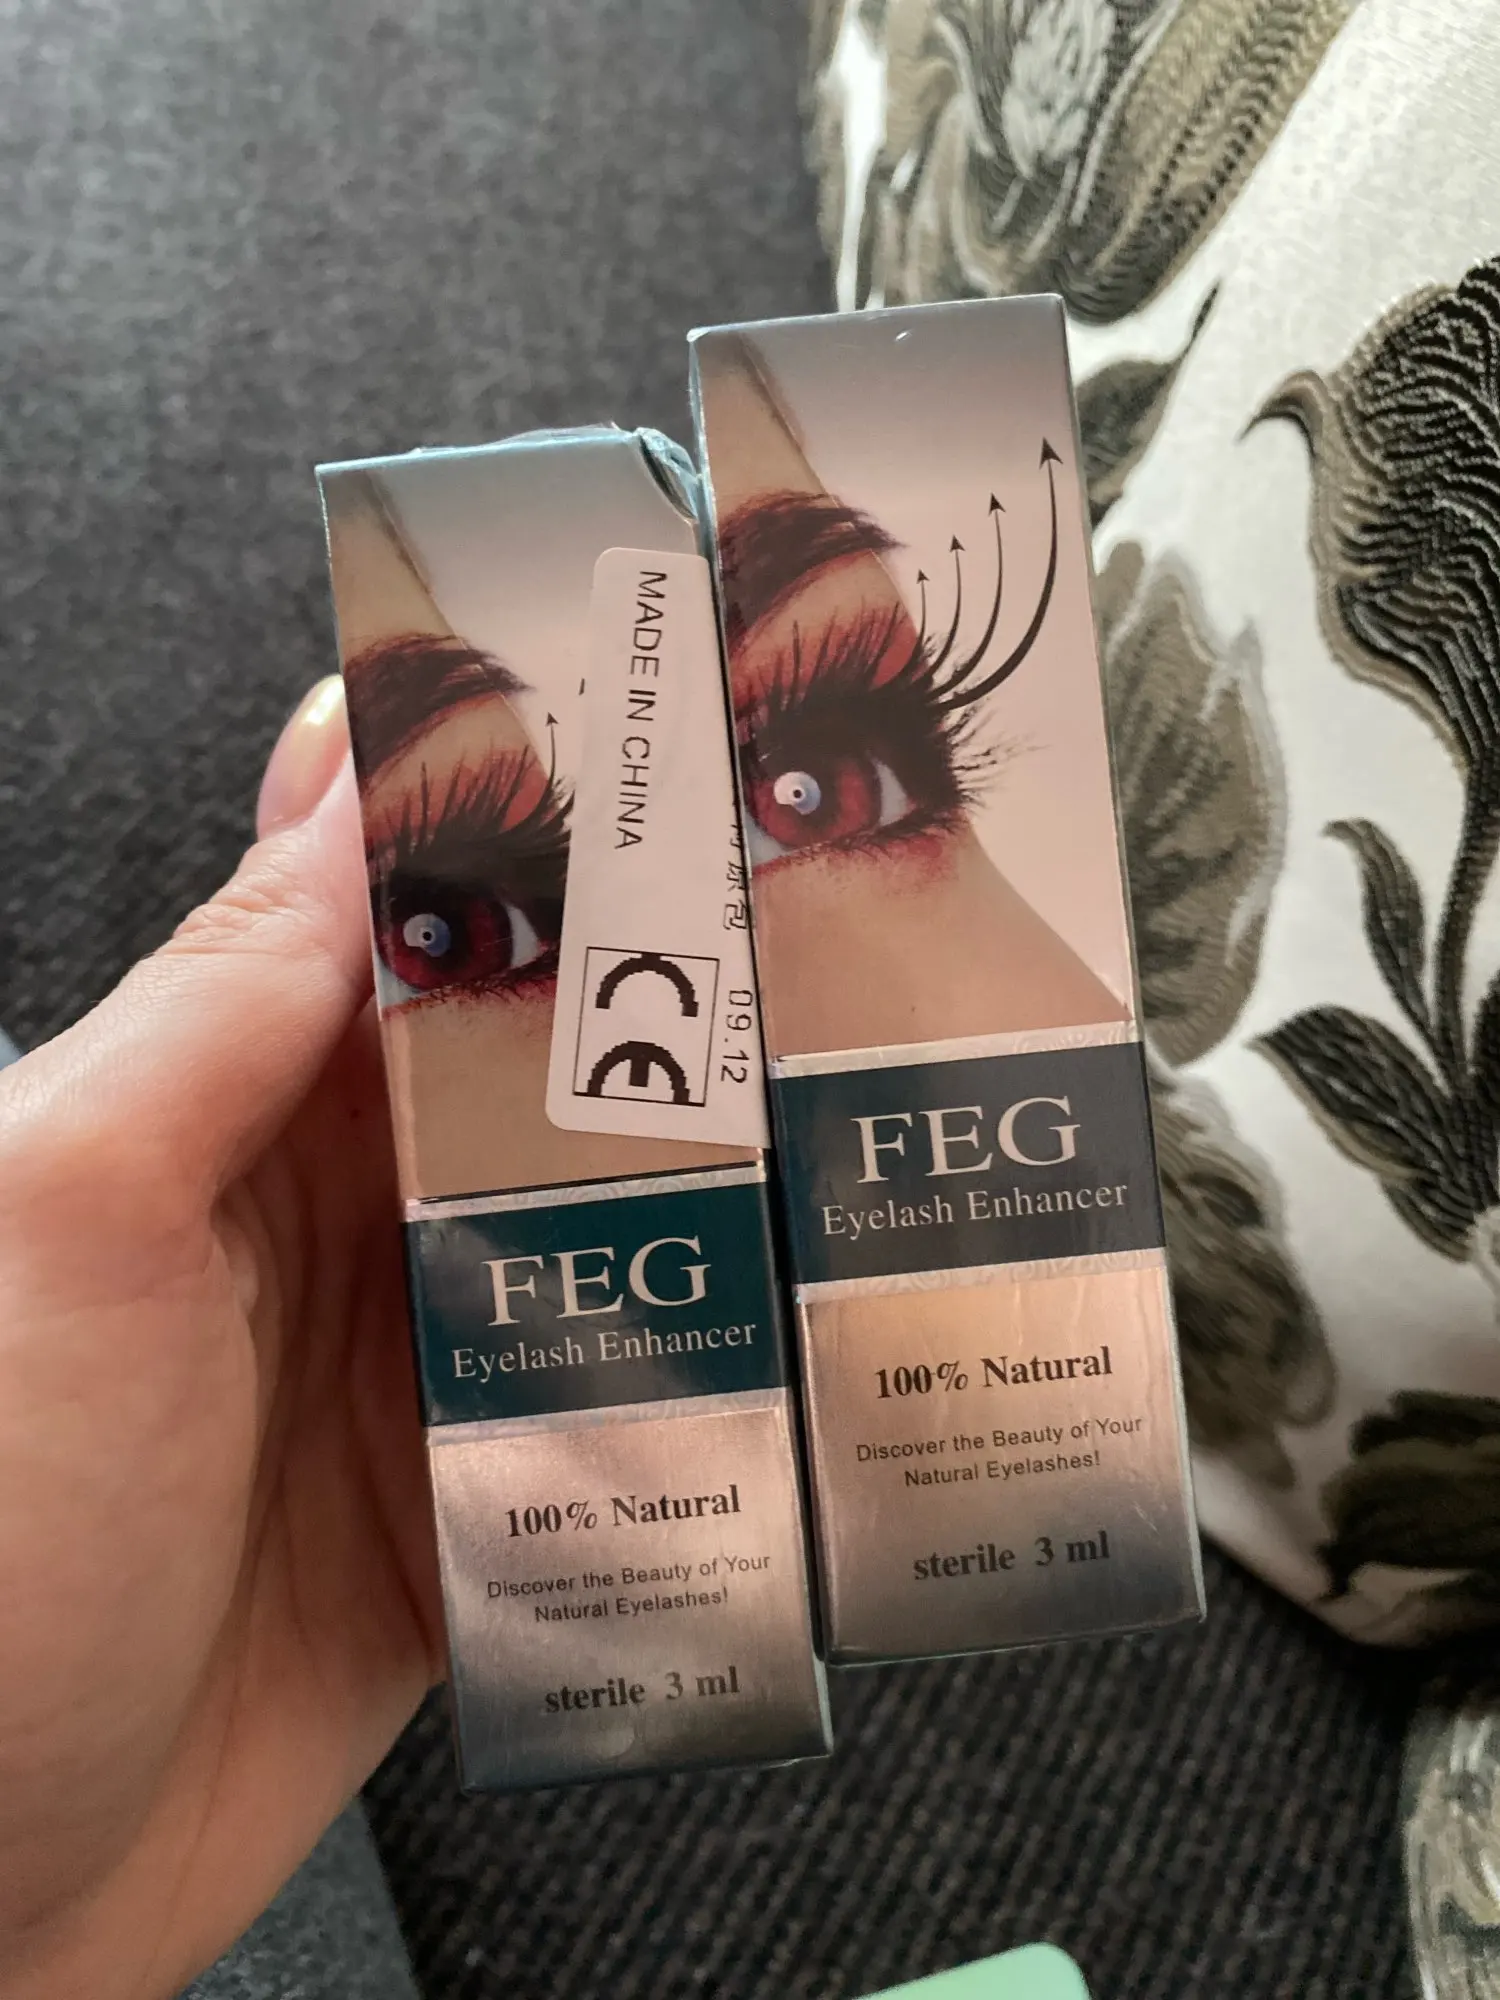 MADE IN CHINA
CE
09.12
FEG
Eyelash Enhancer
100% Natural
Discover the Beauty of Your
Natural Eyelashes!
sterile 3 ml
FEG
Eyelash Enhancer
100% Natural
Discover the Beauty of Your
Natural Eyelashes!
sterile 3 ml